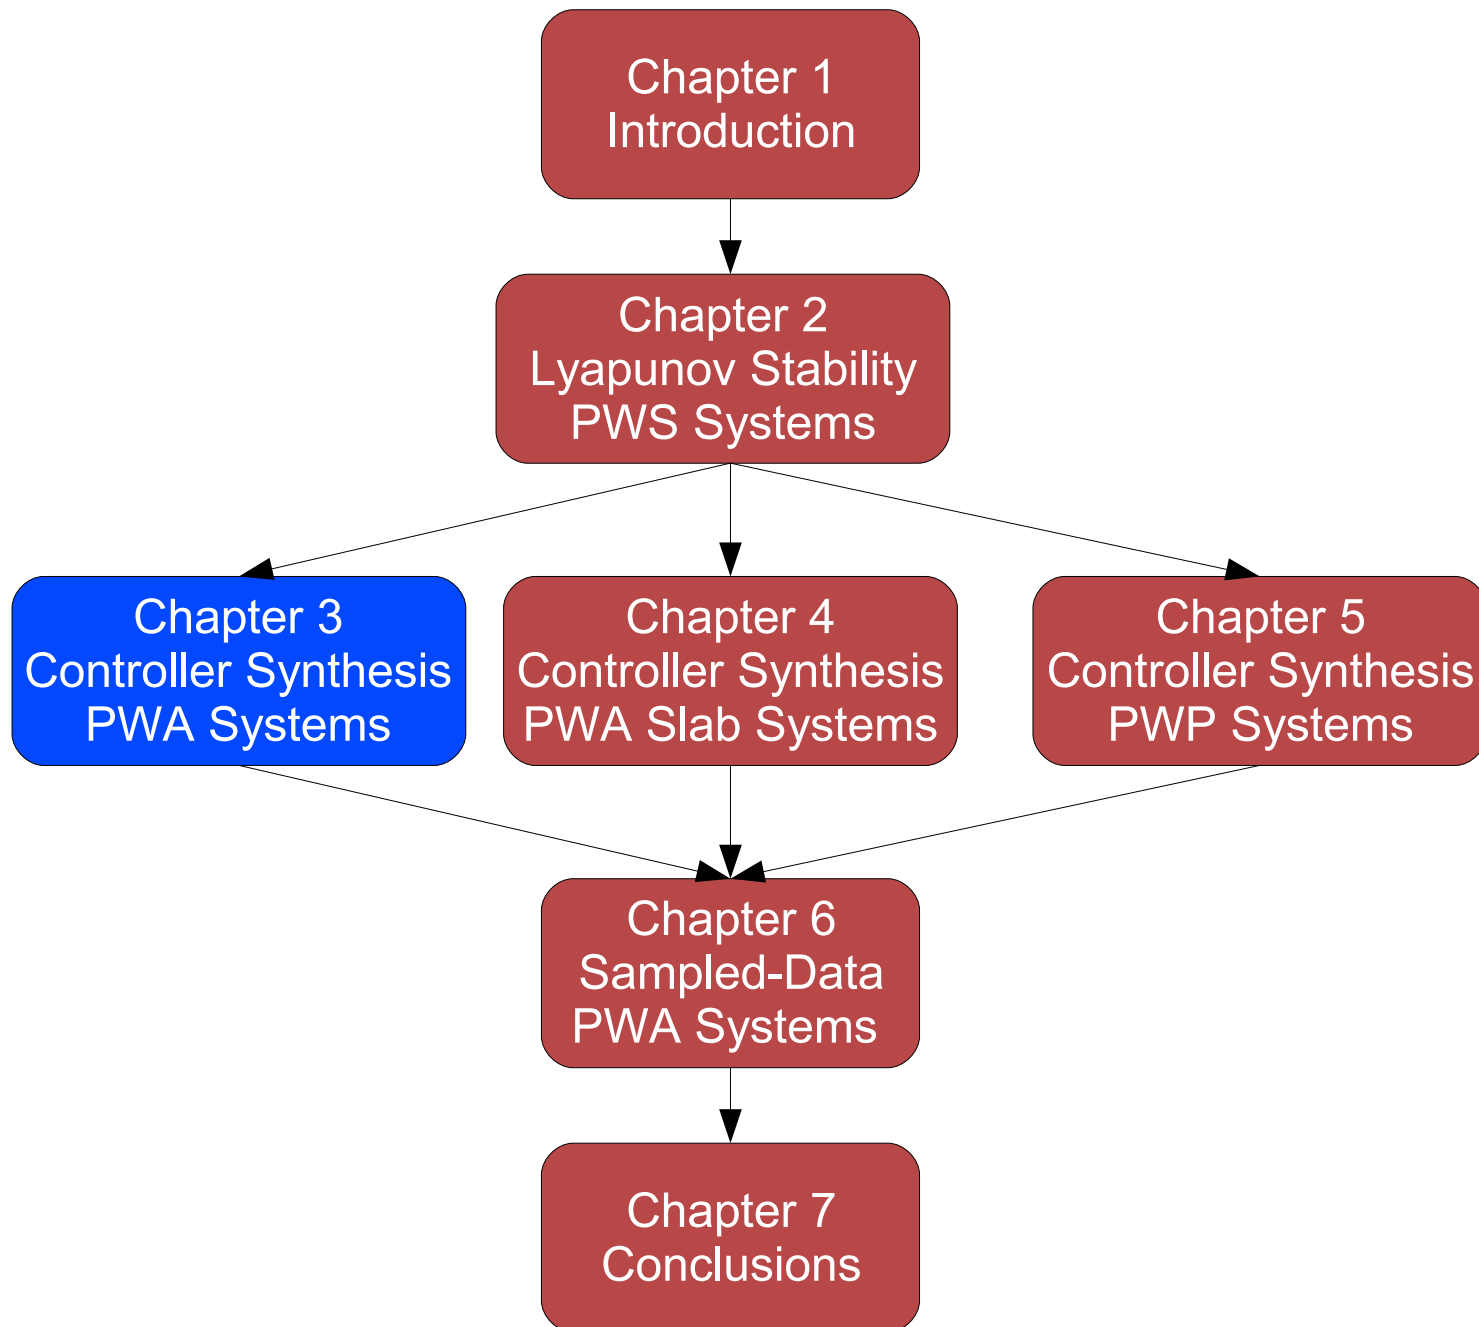 Chapter 1
Introduction
Chapter 2
Lyapunov Stability
PWS Systems
Chapter 3
Controller Synthesis
PWA Systems
Chapter 4
Controller Synthesis
PWA Slab Systems
Chapter 5
Controller Synthesis
PWP Systems
Chapter 6
Sampled-Data
PWA Systems
Chapter 7
Conclusions